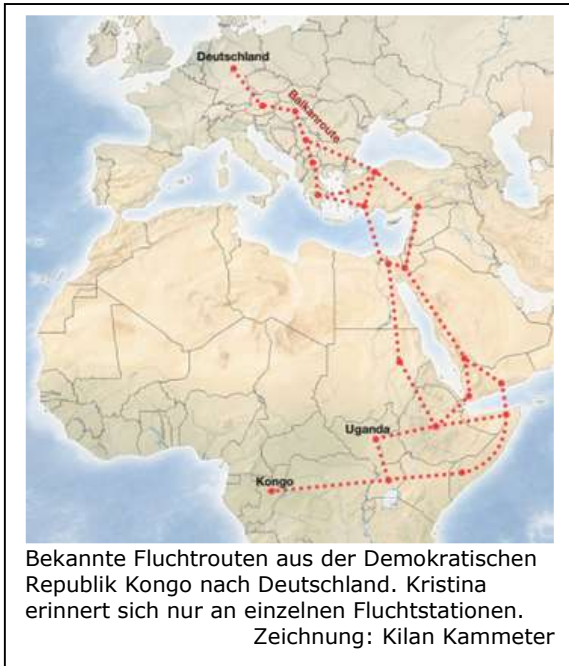 Deutschland
Balkanroute
Uganda
Kongo
Bekannte Fluchtrouten aus der Demokratischen
Republik Kongo nach Deutschland. Kristina
erinnert sich nur an einzelnen Fluchtstationen.
Zeichnung: Kilan Kammeter